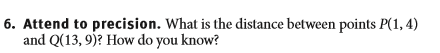 6. Attend to precision. What is the distance between points P(1, 4)
and Q(13, 9)? How do you know?